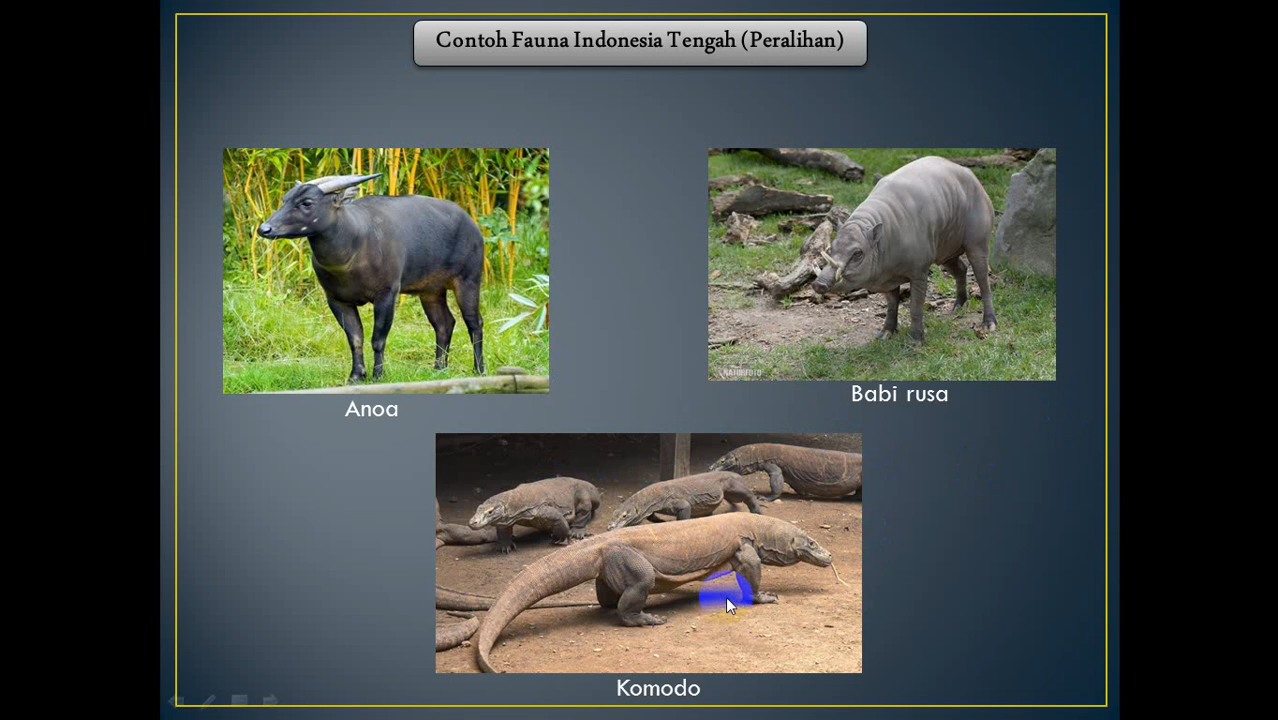 Contoh Fauna Indonesia Tengah (Peralihan)
Anoa
Babi rusa
Komodo